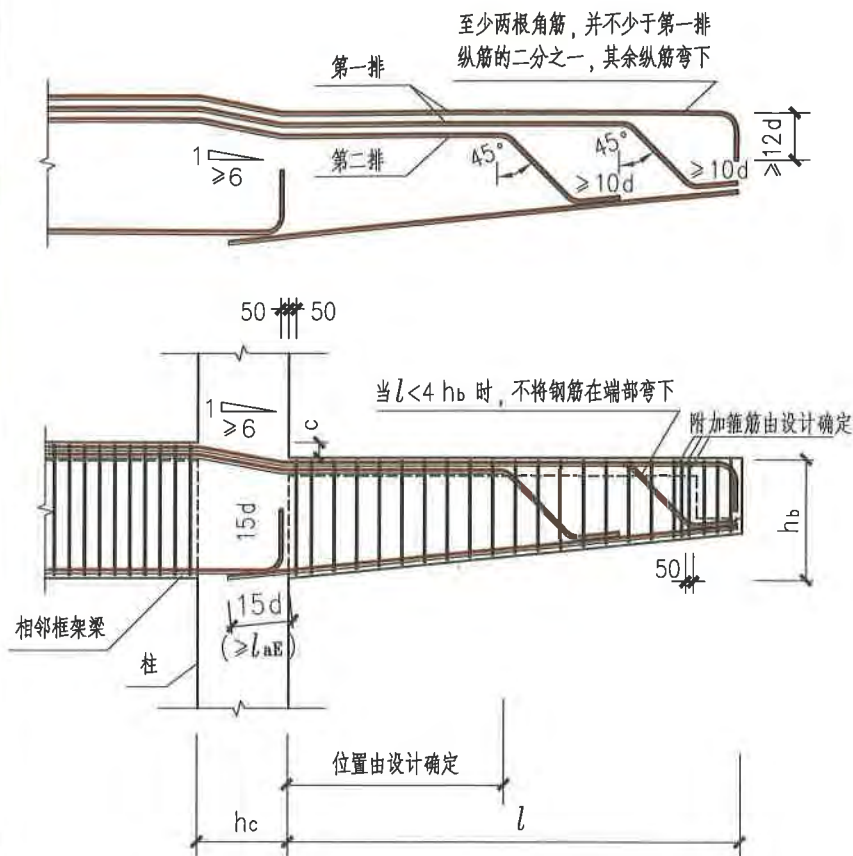 至少两根角筋，并不少于第一排
纵筋的二分之一，其余纵筋弯下
第一排
第二排
1
≥6
45°
45°
≥10d
≥10d
≥12d
50
50
1
≥6
c
当l<4hb时，不将钢筋在端部弯下
附加箍筋由设计确定
15d
hb
50
15d
(≥laE)
相邻框架梁
柱
位置由设计确定
hc
l